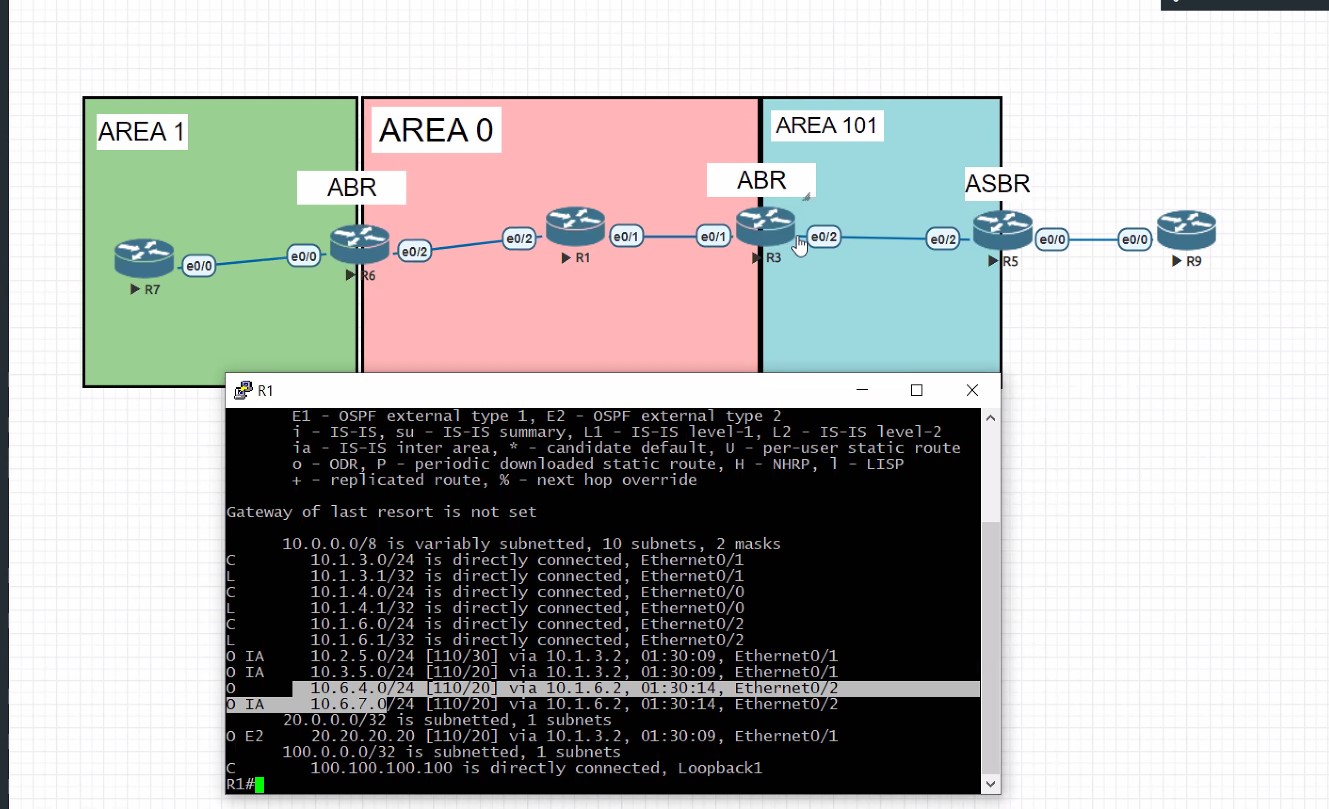 AREA 1
AREA 0
AREA 101
ABR
ABR
ASBR
e0/0
e0/0
e0/2
e0/2
e0/1
e0/1
e0/2
e0/2
e0/0
e0/0
R7
R6
R1
R3
R5
R9
R1
E1 - OSPF external type 1, E2 - OSPF external type 2
i - IS-IS, su - IS-IS summary, L1 - IS-IS level-1, L2 - IS-IS level-2
ia - IS-IS inter area, * - candidate default, U - per-user static route
o - ODR, P - periodic downloaded static route, H - NHRP, l - LISP
+ - replicated route, % - next hop override
Gateway of last resort is not set
10.0.0.0/8 is variably subnetted, 10 subnets, 2 masks
C 10.1.3.0/24 is directly connected, Ethernet0/1
L 10.1.3.1/32 is directly connected, Ethernet0/1
C 10.1.4.0/24 is directly connected, Ethernet0/0
L 10.1.4.1/32 is directly connected, Ethernet0/0
C 10.1.6.0/24 is directly connected, Ethernet0/2
L 10.1.6.1/32 is directly connected, Ethernet0/2
O IA 10.2.5.0/24 [110/30] via 10.1.3.2, 01:30:09, Ethernet0/1
O IA 10.3.5.0/24 [110/20] via 10.1.3.2, 01:30:09, Ethernet0/1
O 10.6.4.0/24 [110/20] via 10.1.6.2, 01:30:14, Ethernet0/2
O IA 10.6.7.0/24 [110/20] via 10.1.6.2, 01:30:14, Ethernet0/2
20.0.0.0/32 is subnetted, 1 subnets
O E2 20.20.20.20 [110/20] via 10.1.3.2, 01:30:09, Ethernet0/1
100.0.0.0/32 is subnetted, 1 subnets
C 100.100.100.100 is directly connected, Loopback1
R1#